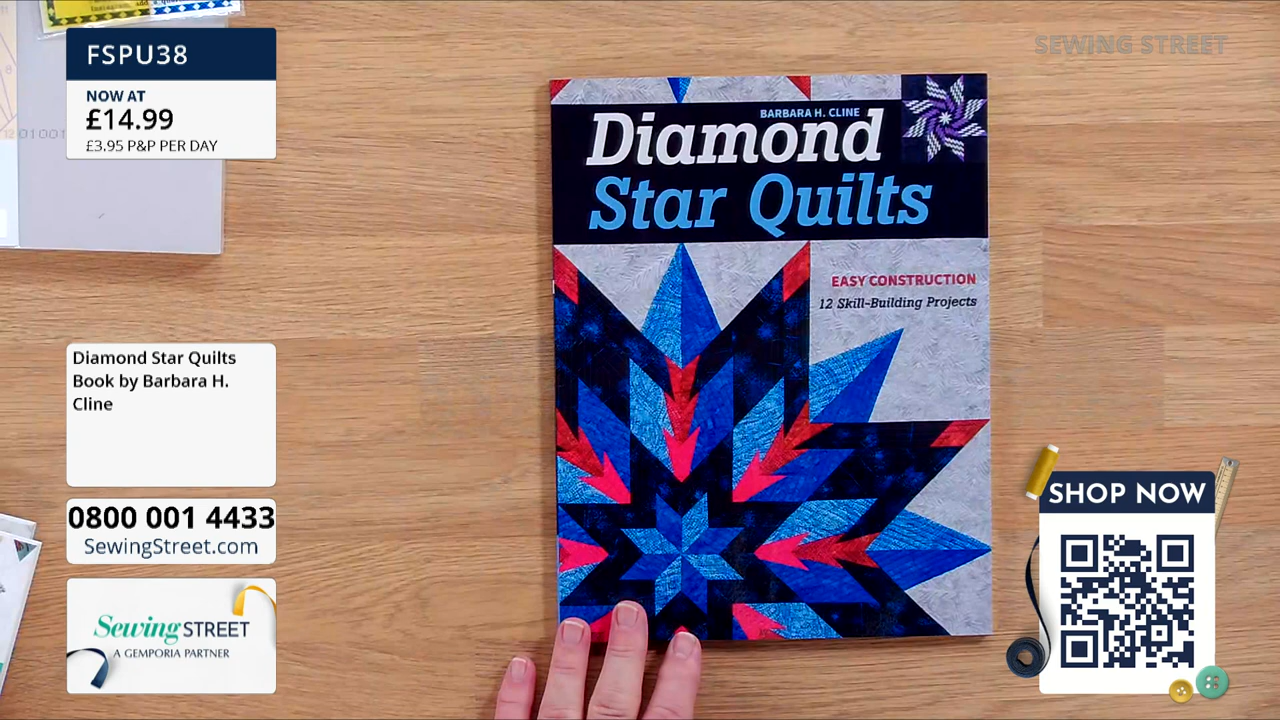 FSPU38
NOW AT
£14.99
£3.95 P&P PER DAY
SEWING STREET
BARBARA H. CLINE
Diamond
Star Quilts
EASY CONSTRUCTION
12 Skill-Building Projects
Diamond Star Quilts
Book by Barbara H.
Cline
0800 001 4433
SewingStreet.com
Sewing STREET
A GEMPORIA PARTNER
SHOP NOW